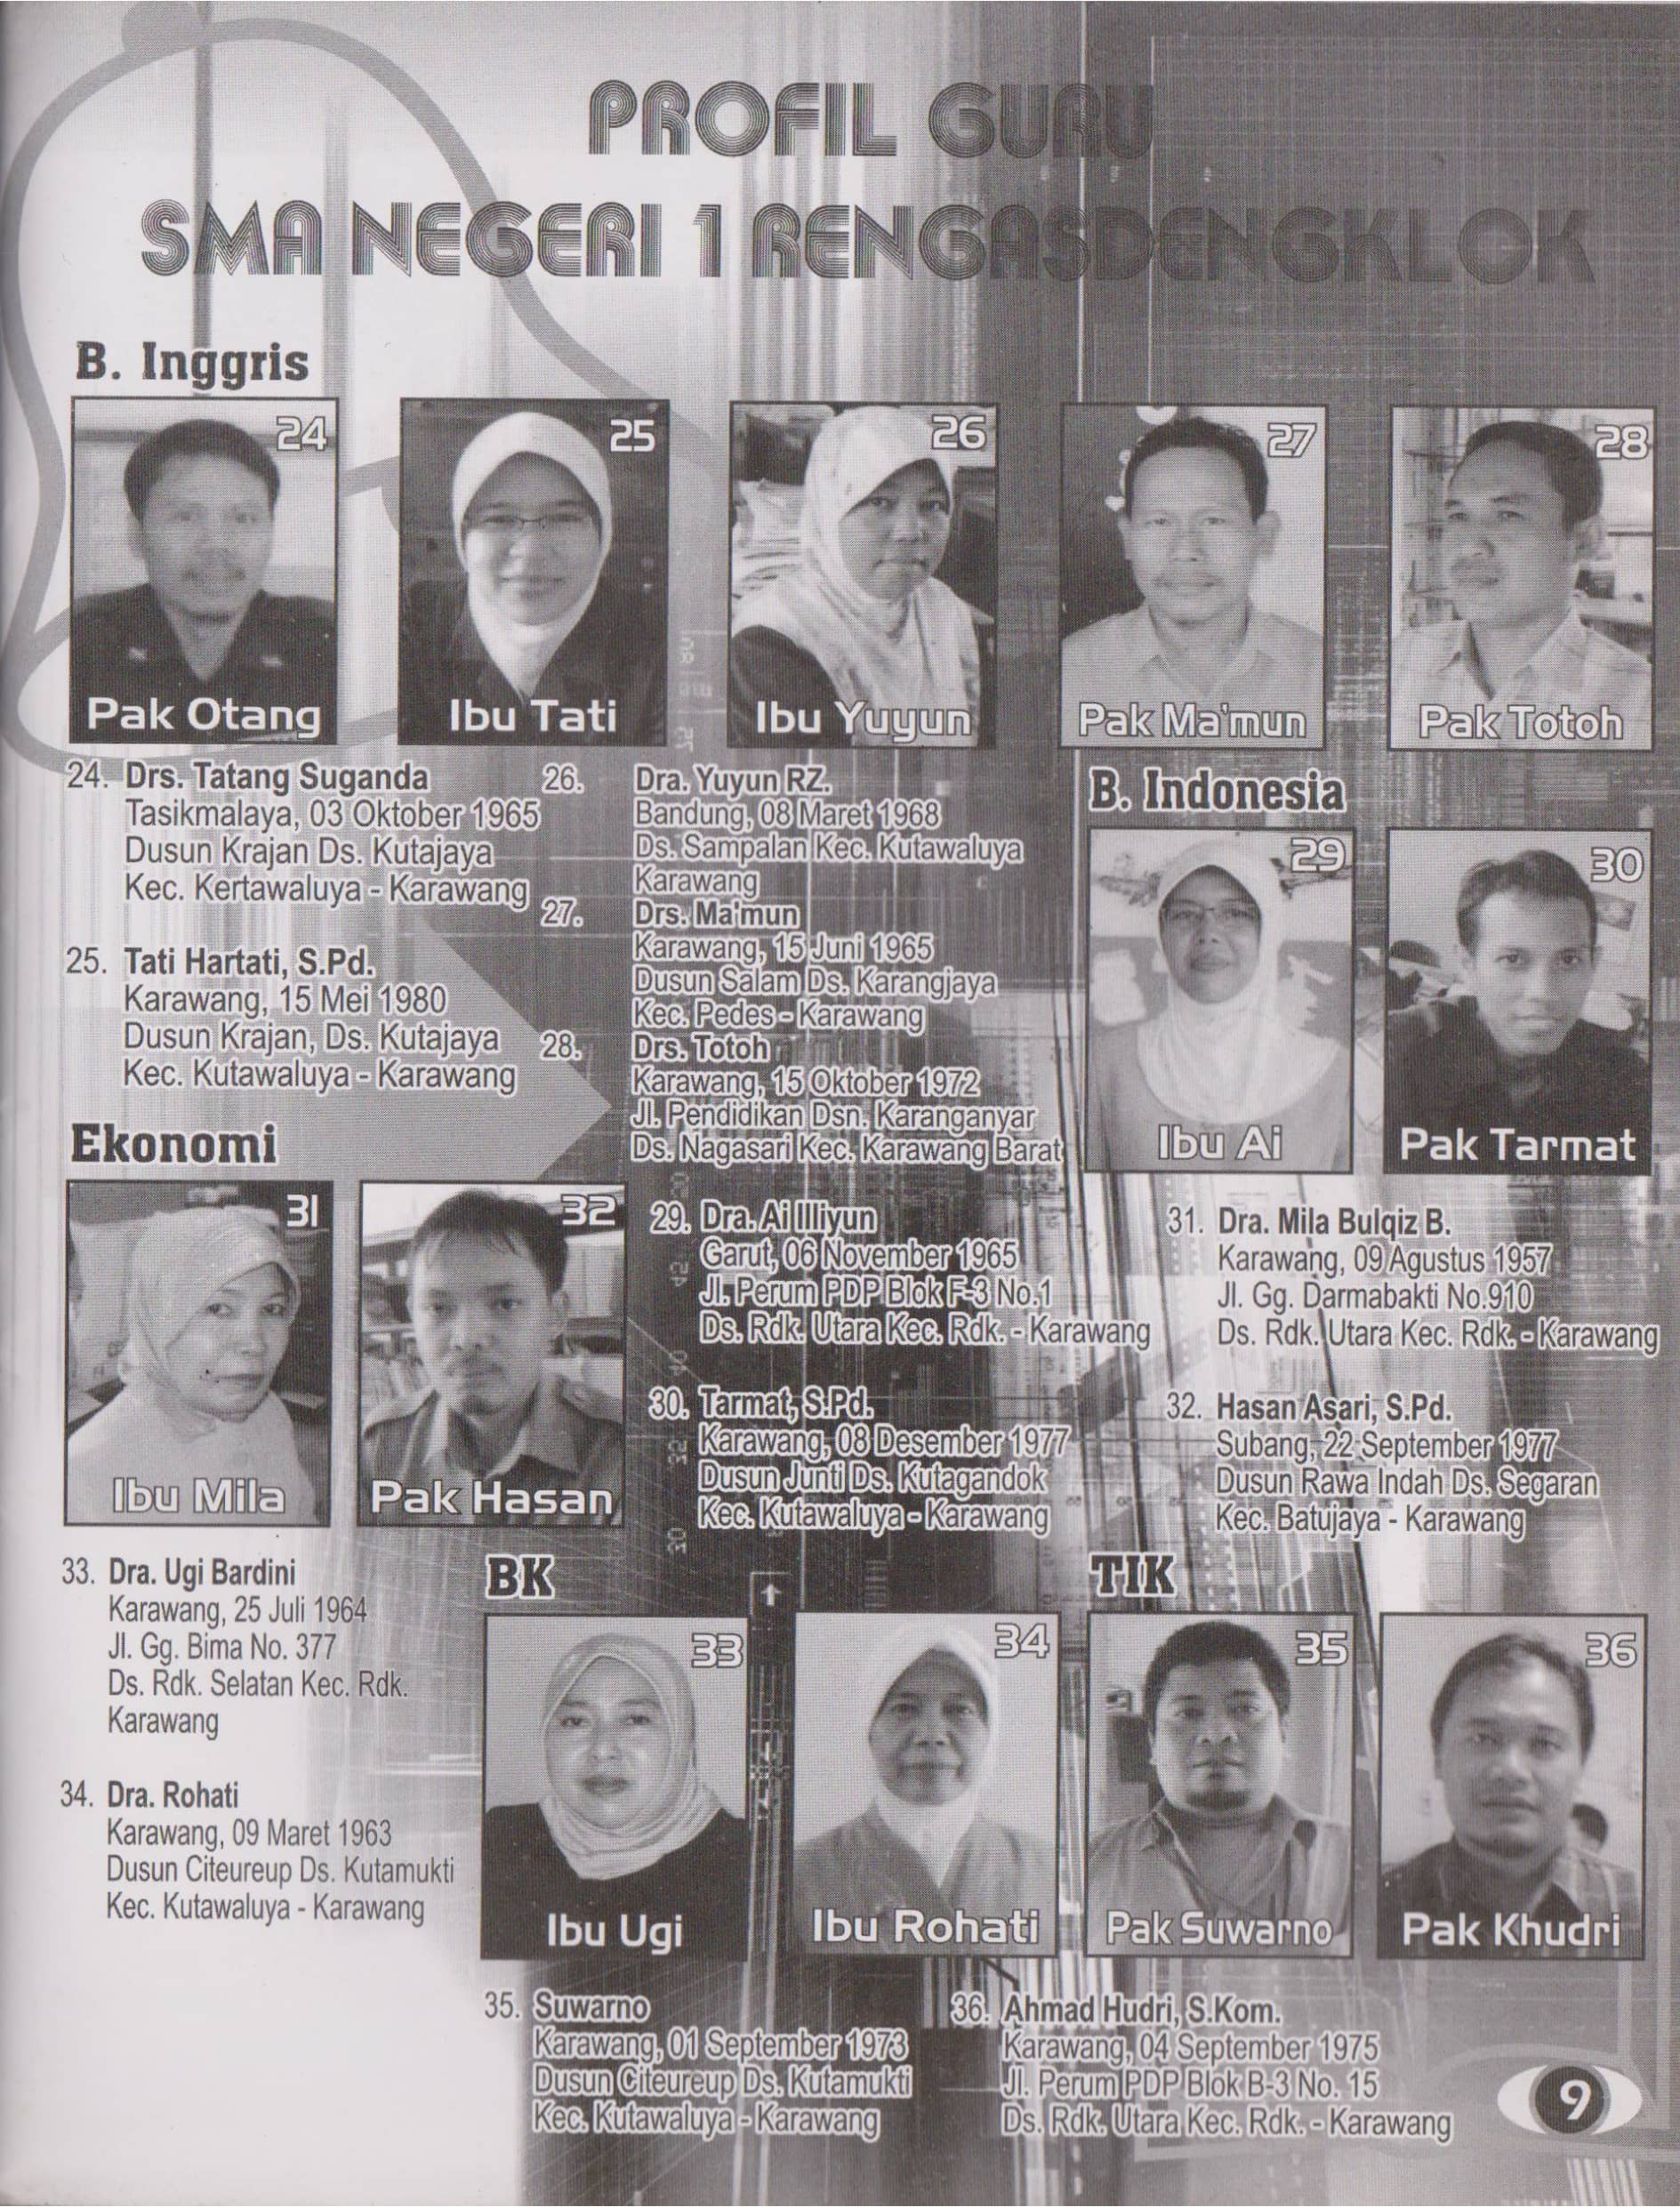 PROFIL GURU
SMA NEGERI 1 RENGASDENGKLOK
B. Inggris
24
Pak Otang
25
Ibu Tati
26
Ibu Yuyun
27
Pak Ma'mun
28
Pak Totoh
24. Drs. Tatang Suganda
Tasikmalaya, 03 Oktober 1965
Dusun Krajan Ds. Kutajaya
Kec. Kertawaluya - Karawang
25. Tati Hartati, S.Pd.
Karawang, 15 Mei 1980
Dusun Krajan, Ds. Kutajaya
Kec. Kutawaluya - Karawang
26. Dra. Yuyun RZ.
Bandung, 08 Maret 1968
Ds. Sampalan Kec. Kutawaluya
Karawang
27. Drs. Ma'mun
Karawang, 15 Juni 1965
Dusun Salam Ds. Karangjaya
Kec. Pedes - Karawang
28. Drs. Totoh
Karawang, 15 Oktober 1972
Jl. Pendidikan Dsn. Karanganyar
Ds. Nagasari Kec. Karawang Barat
B. Indonesia
29
Ibu Ai
30
Pak Tarmat
Ekonomi
31
Ibu Mila
32
Pak Hasan
29. Dra. Ai Illiyun
Garut, 06 November 1965
Jl. Perum PDP Blok F-3 No.1
Ds. Rdk. Utara Kec. Rdk. - Karawang
30. Tarmat, S.Pd.
Karawang, 08 Desember 1977
Dusun Junti Ds. Kutagandok
Kec. Kutawaluya - Karawang
31. Dra. Mila Bulqiz B.
Karawang, 09 Agustus 1957
Jl. Gg. Darmabakti No.910
Ds. Rdk. Utara Kec. Rdk. - Karawang
32. Hasan Asari, S.Pd.
Subang, 22 September 1977
Dusun Rawa Indah Ds. Segaran
Kec. Batujaya - Karawang
33. Dra. Ugi Bardini
Karawang, 25 Juli 1964
Jl. Gg. Bima No. 377
Ds. Rdk. Selatan Kec. Rdk.
Karawang
34. Dra. Rohati
Karawang, 09 Maret 1963
Dusun Citeureup Ds. Kutamukti
Kec. Kutawaluya - Karawang
BK
33
Ibu Ugi
34
Ibu Rohati
TIK
35
Pak Suwarno
36
Pak Khudri
35. Suwarno
Karawang, 01 September 1973
Dusun Citeureup Ds. Kutamukti
Kec. Kutawaluya - Karawang
36. Ahmad Hudri, S.Kom.
Karawang, 04 September 1975
Jl. Perum PDP Blok B-3 No. 15
Ds. Rdk. Utara Kec. Rdk. - Karawang
9